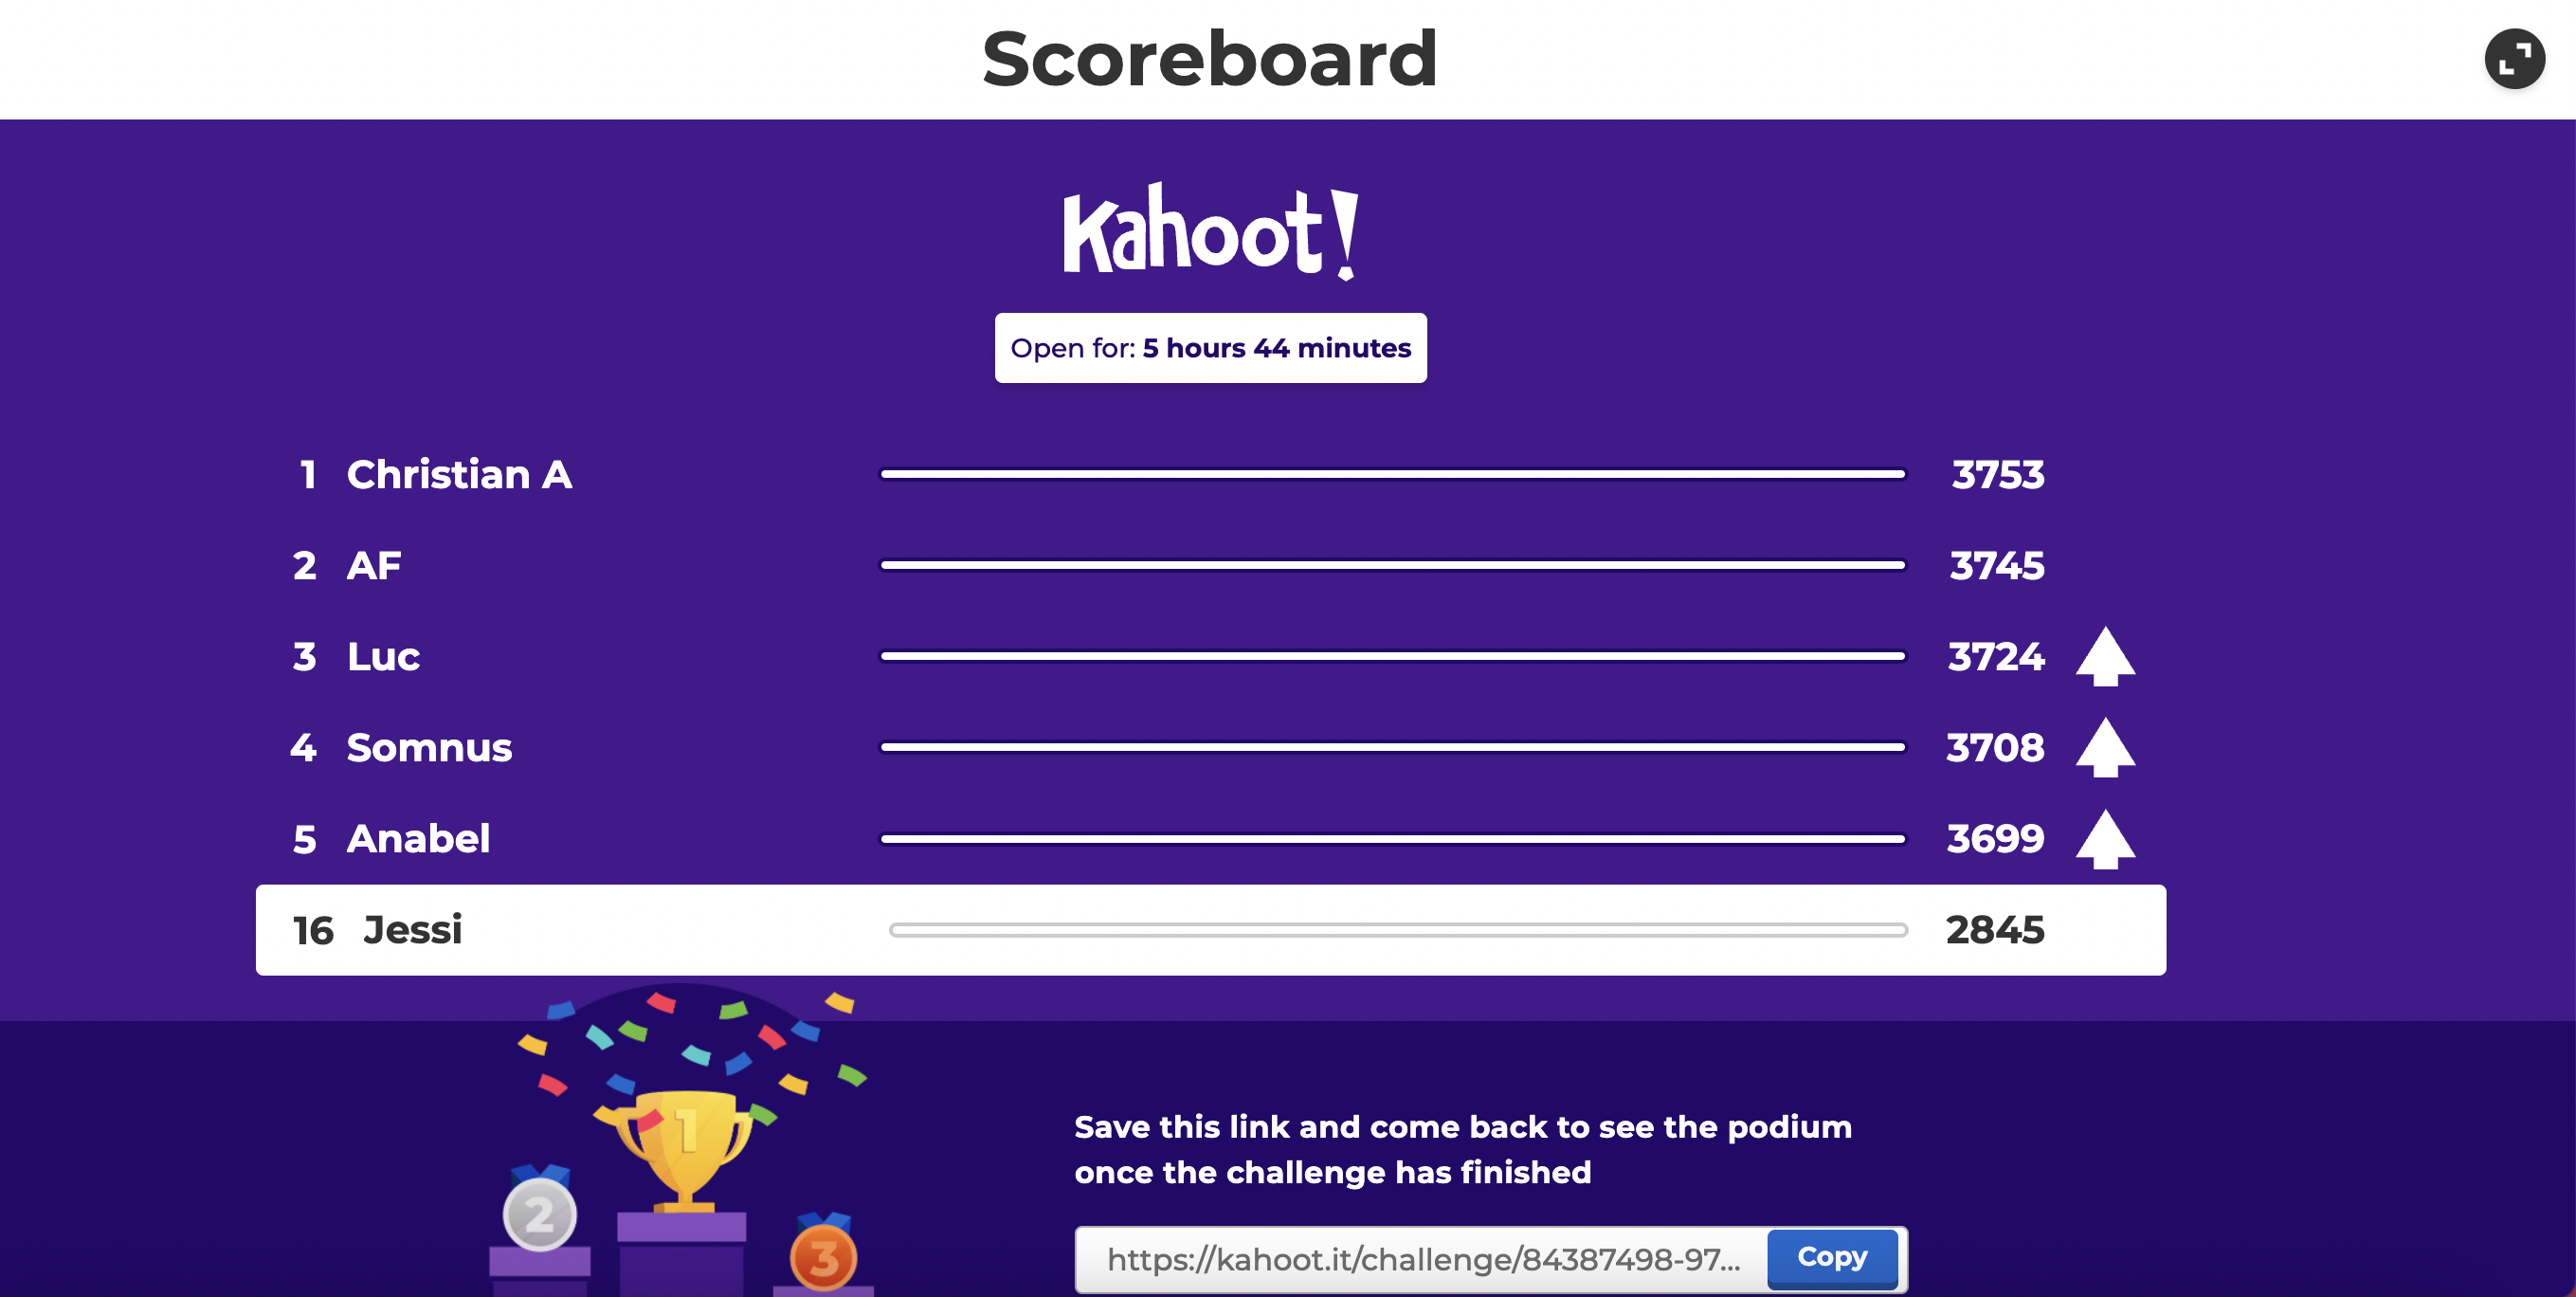 Scoreboard
Kahoot!
Open for: 5 hours 44 minutes
1 Christian A 3753
2 AF 3745
3 Luc 3724
4 Somnus 3708
5 Anabel 3699
16 Jessi 2845
1
2
3
Save this link and come back to see the podium
once the challenge has finished
https://kahoot.it/challenge/84387498-97... Copy